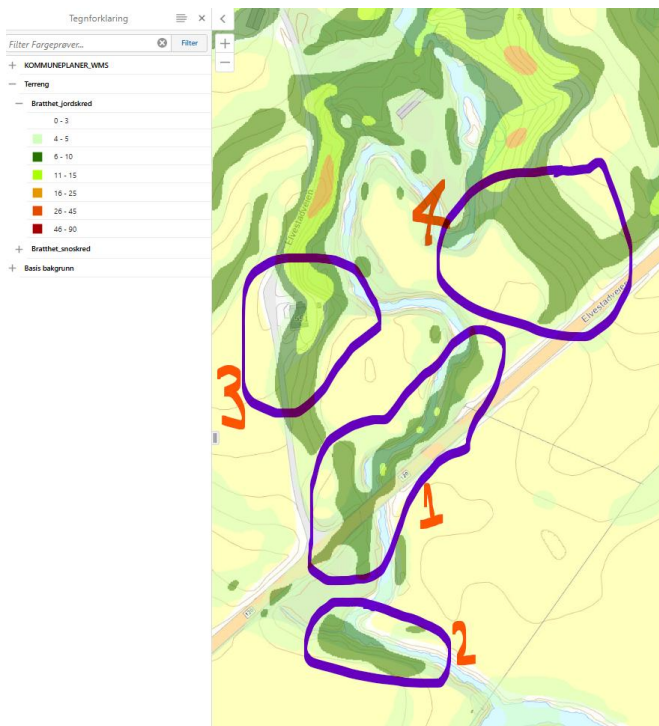 Tegnforklaring
Filter Fargeprøver...
Filter
KOMMUNEPLANER_WMS
Terreng
Bratthet_jordskred
0 - 3
4 - 5
6 - 10
11 - 15
16 - 25
26 - 45
46 - 90
Bratthet_snoskred
Basis bakgrunn
Elvestadveien
4
Elvestadveien
3
1
2